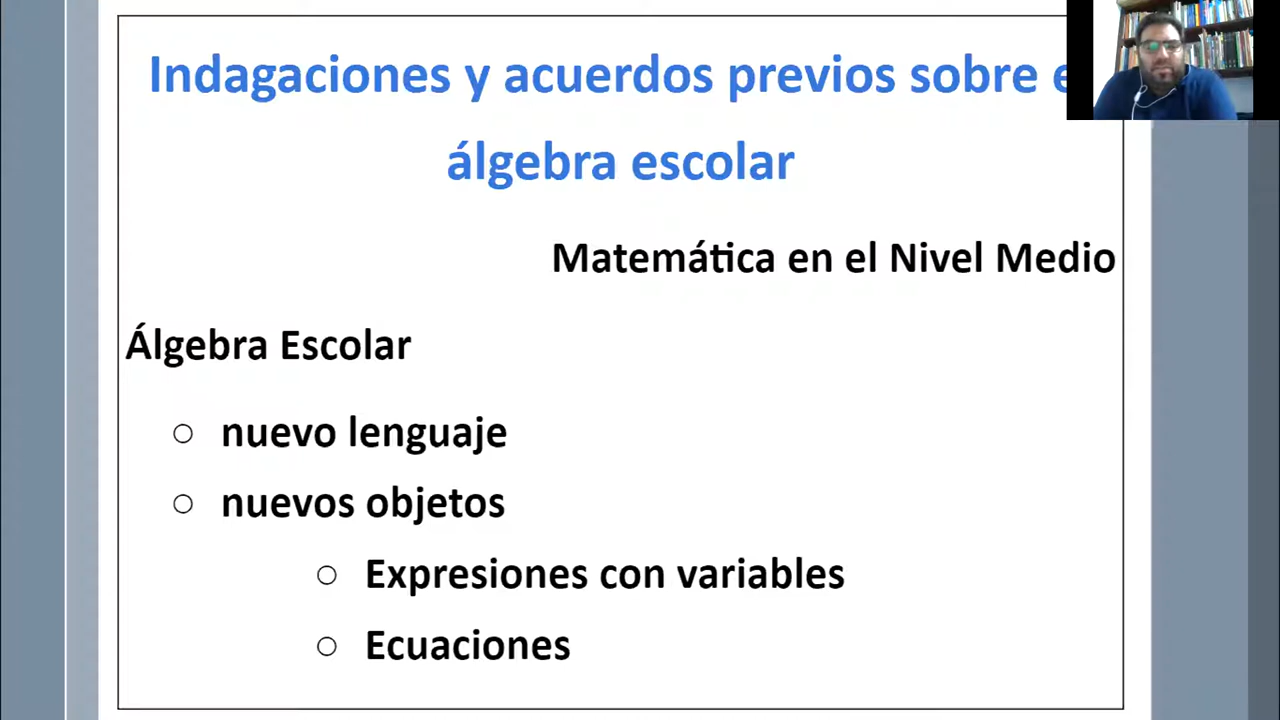 Indagaciones y acuerdos previos sobre e
álgebra escolar
Matemática en el Nivel Medio
Álgebra Escolar
nuevo lenguaje
nuevos objetos
Expresiones con variables
Ecuaciones